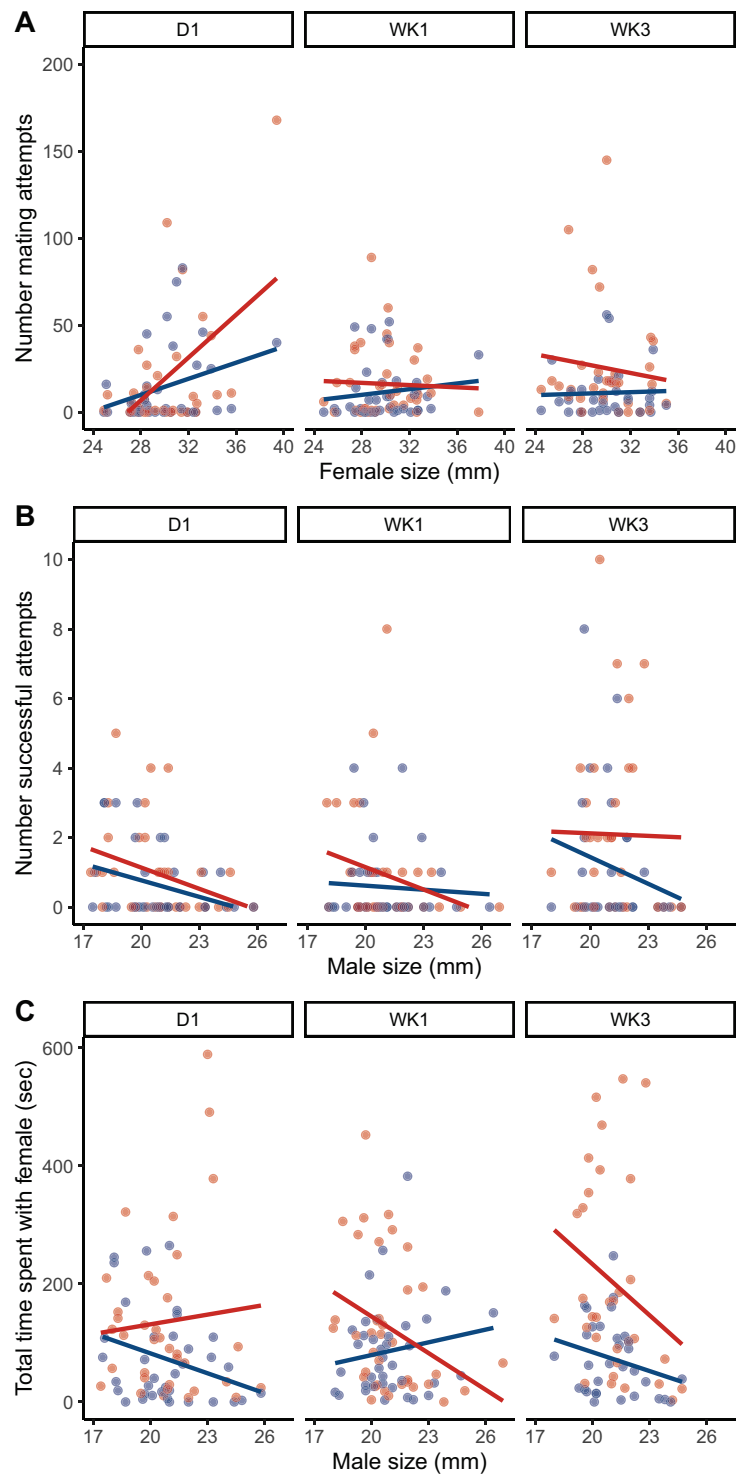 A
D1 WK1 WK3
Number mating attempts
200
150
100
50
0
24 28 32 36 40 24 28 32 36 40 24 28 32 36 40
Female size (mm)
B
D1 WK1 WK3
Number successful attempts
10
8
6
4
2
0
17 20 23 26 17 20 23 26 17 20 23 26
Male size (mm)
C
D1 WK1 WK3
Total time spent with female (sec)
600
400
200
0
17 20 23 26 17 20 23 26 17 20 23 26
Male size (mm)